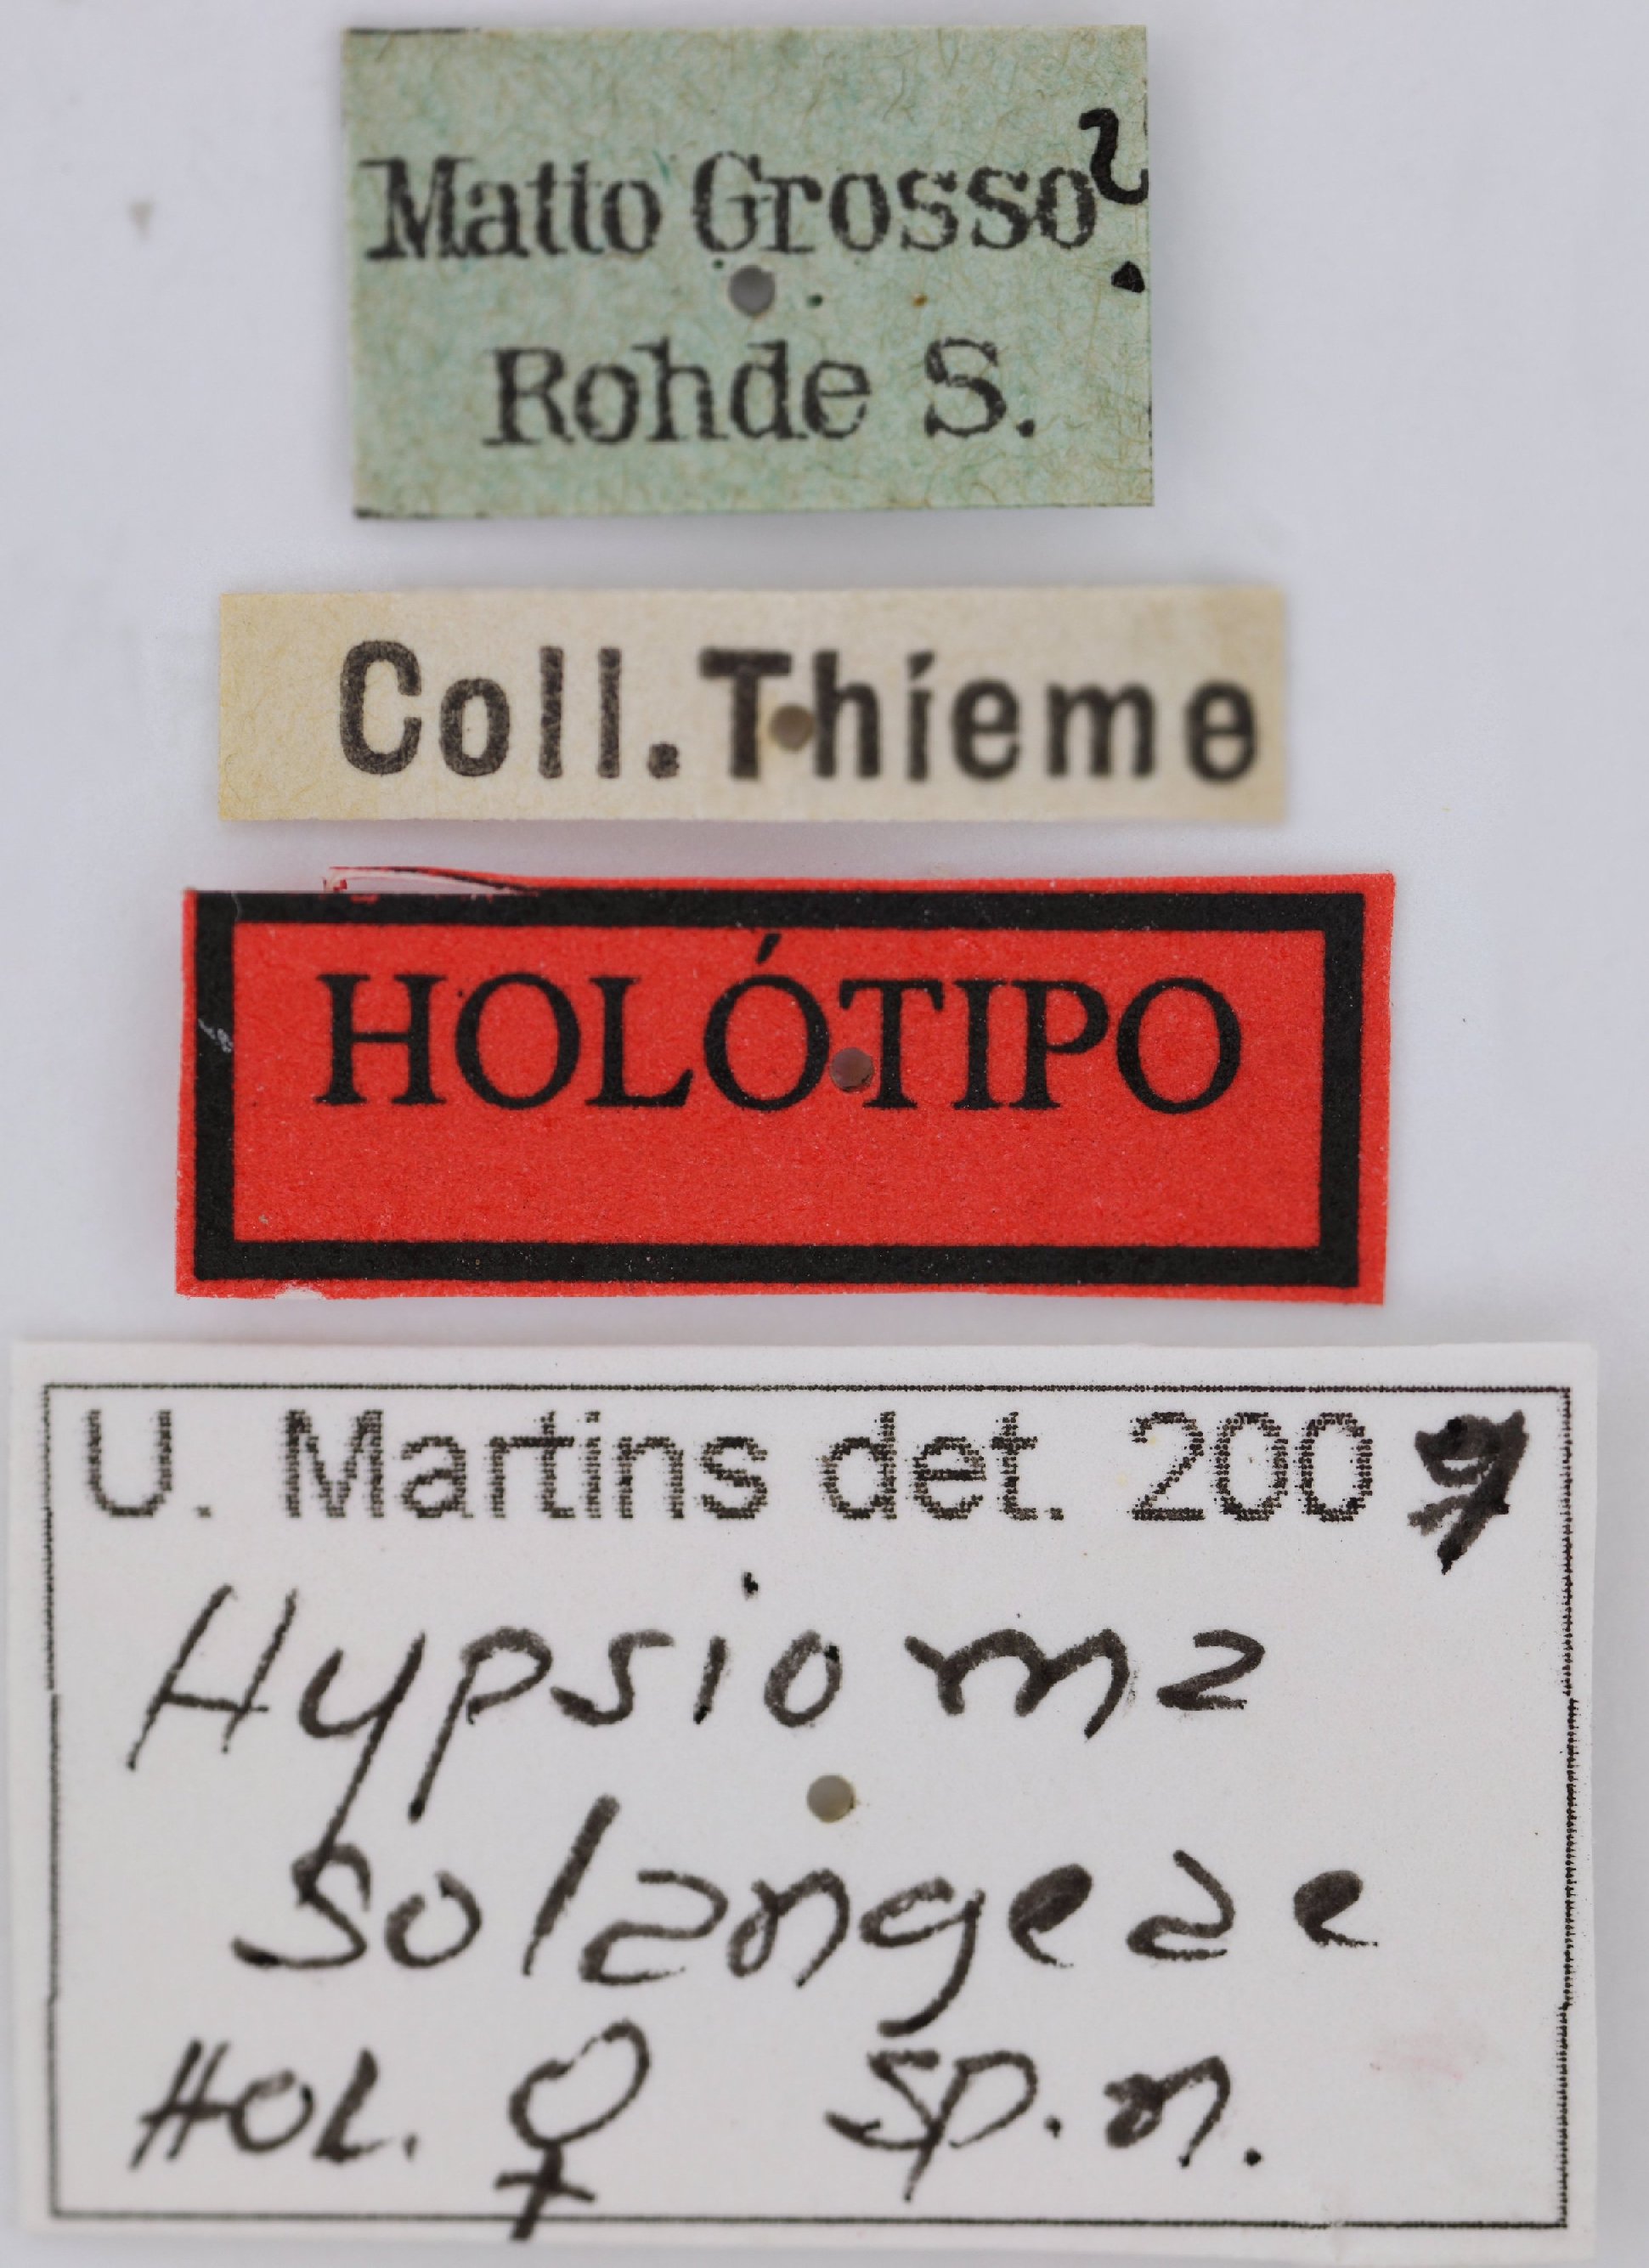 Matto Grosso ?
Rohde S.
Coll. Thieme
HOLÓTIPO
U. Martins det. 2009
Hypsioma
solangeae
HOL. ♀ sp. n.